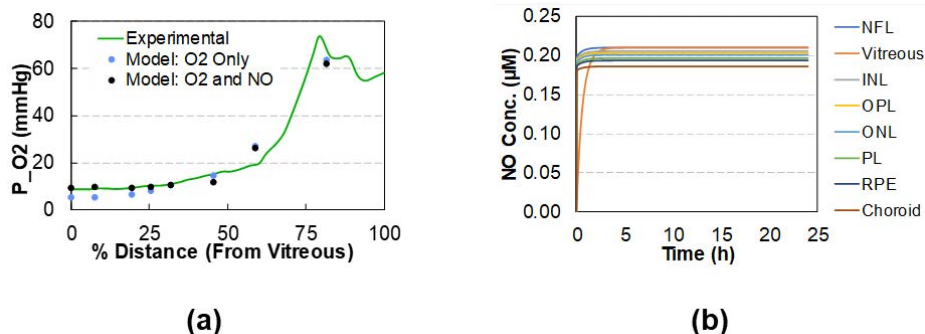 80
60
40
20
0
P_O2 (mmHg)
Experimental
Model: O2 Only
Model: O2 and NO
0 25 50 75 100
% Distance (From Vitreous)
(a)
0.25
0.20
0.15
0.10
0.05
0.00
NO Conc. (µM)
0 5 10 15 20 25
Time (h)
NFL
Vitreous
INL
OPL
ONL
PL
RPE
Choroid
(b)